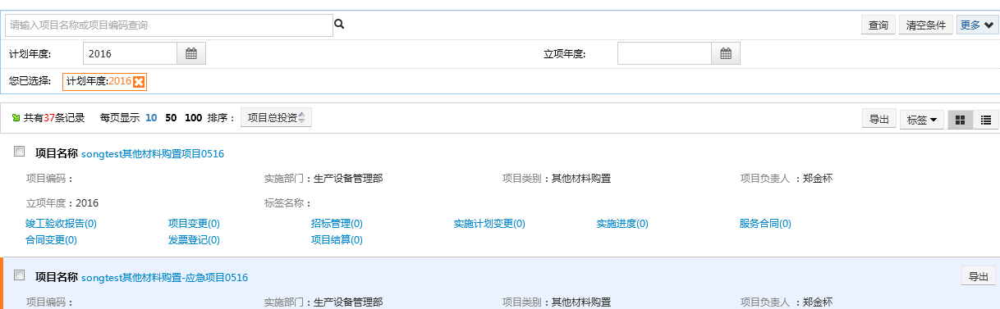 请输入项目名称或项目编码查询 查询 清空条件 更多
计划年度: 2016 立项年度:
您已选择: 计划年度:2016
共有37条记录 每页显示 10 50 100 排序： 项目总投资 导出 标签
项目名称 songtest其他材料购置项目0516
项目编码： 实施部门：生产设备管理部 项目类别：其他材料购置 项目负责人：郑金杯
立项年度：2016 标签名称：
竣工验收报告(0) 项目变更(0) 招标管理(0) 实施计划变更(0) 实施进度(0) 服务合同(0)
合同变更(0) 发票登记(0) 项目结算(0)
项目名称 songtest其他材料购置-应急项目0516 导出
项目编码： 实施部门：生产设备管理部 项目类别：其他材料购置 项目负责人：郑金杯